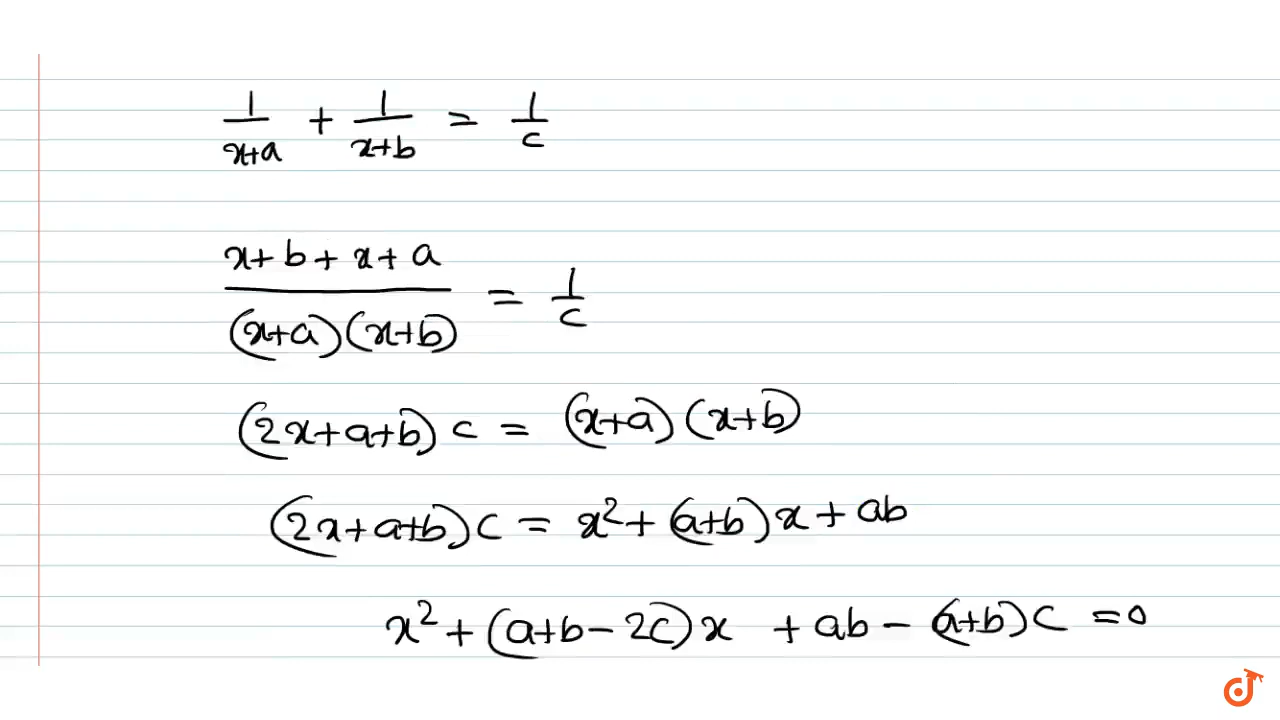 1/(x+a) + 1/(x+b) = 1/c
(x+b+x+a)/((x+a)(x+b)) = 1/c
(2x+a+b)c = (x+a)(x+b)
(2x+a+b)c = x²+(a+b)x+ab
x²+(a+b-2c)x +ab-(a+b)c =0